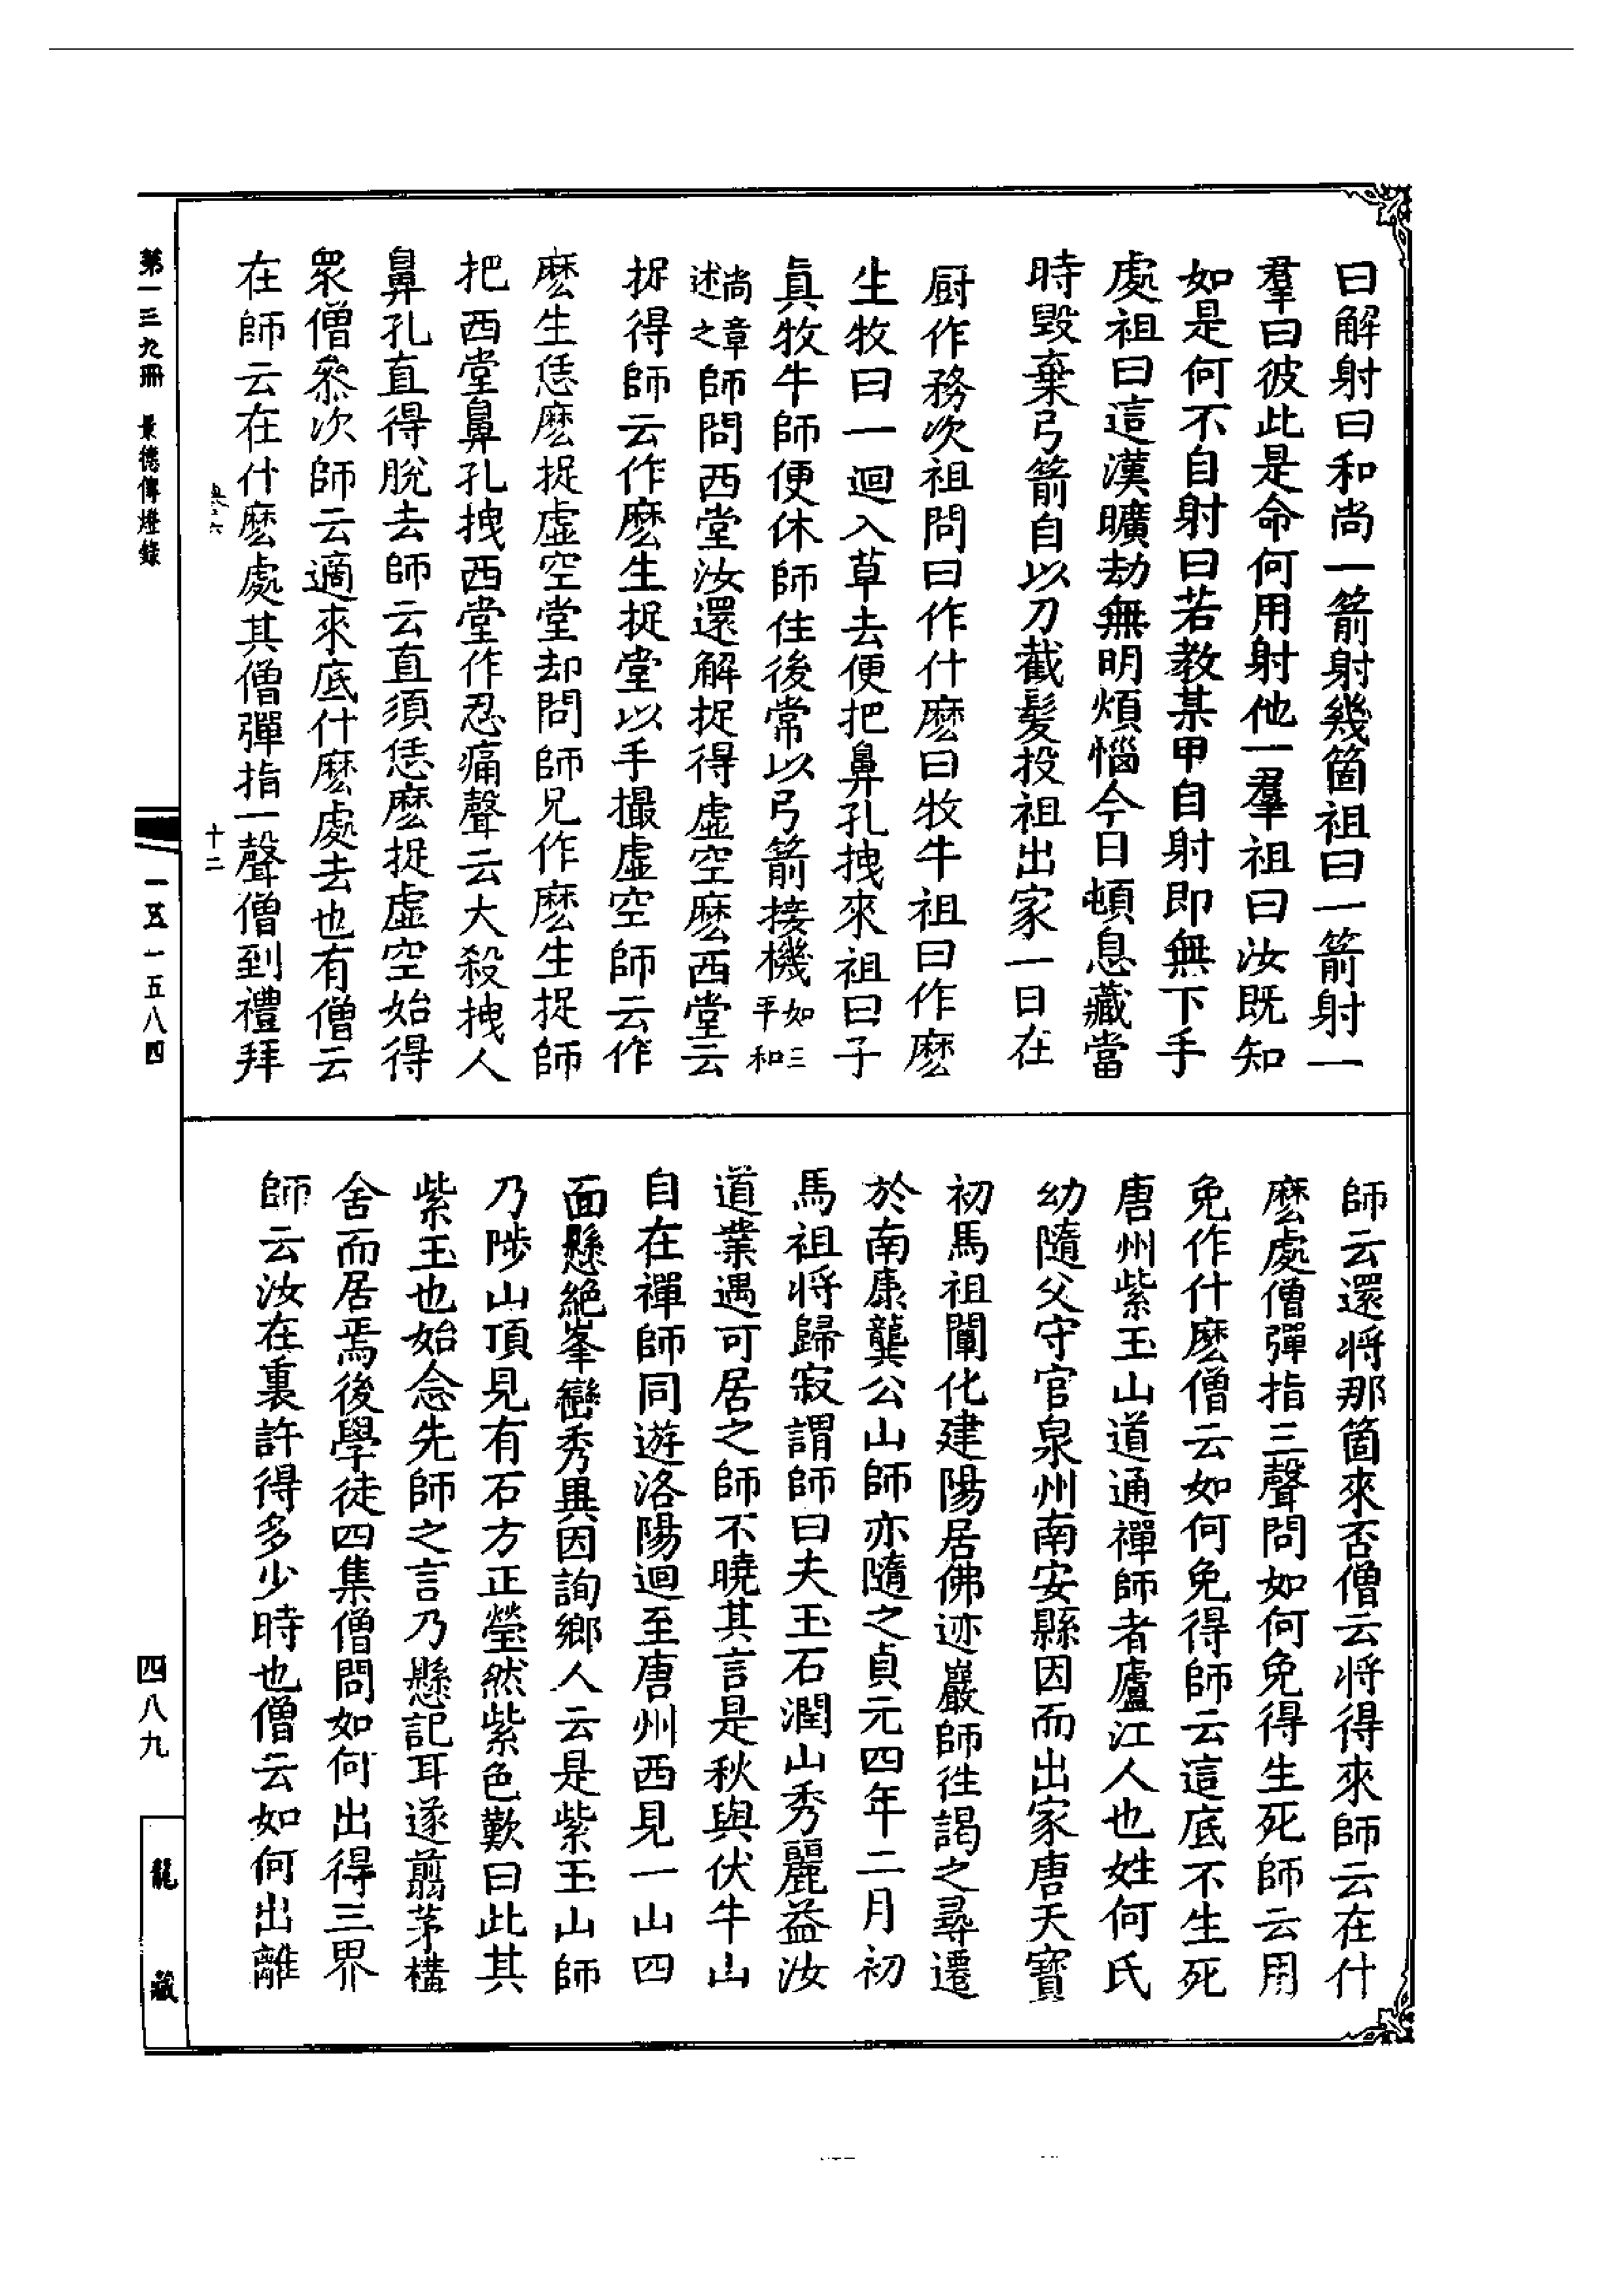 曰解射曰和尚一箭射幾箇祖曰一箭射一
羣曰彼此是命何用射他一羣祖曰汝既知
如是何不自射曰若教某甲自射即無下手
處祖曰這漢曠劫無明煩惱今日頓息藏當
時毀棄弓箭自以刀截髮投祖出家一日在
厨作務次祖問曰作什麽曰牧牛祖曰作麽
生牧曰一迴入草去便把鼻孔拽來祖曰子
真牧牛師便休師住後常以弓箭接機如三平和
尚章述之師問西堂汝還解捉得虛空麽西堂云
捉得師云作麽生捉堂以手撮虛空師云作
麽生恁麽捉虛空堂却問師兄作麽生捉師
把西堂鼻孔拽西堂作忍痛聲云大殺拽人
鼻孔直得脫去師云直須恁麽捉虛空始得
眾僧叅次師云適來底什麽處去也有僧云
在師云在什麽處其僧彈指一聲僧到禮拜
師云還將那箇來否僧云將得來師云在什
麽處僧彈指三聲問如何免得生死師云用
免作什麽僧云如何免得師云這底不生死
唐州紫玉山道通禪師者廬江人也姓何氏
幼隨父守官泉州南安縣因而出家唐天寶
初馬祖闡化建陽居佛迹巖師往謁之尋遷
於南康龔公山師亦隨之貞元四年二月初
馬祖將歸寂謂師曰夫玉石潤山秀麗益汝
道業遇可居之師不曉其言是秋與伏牛山
自在禪師同遊洛陽迴至唐州西見一山四
面懸絕峯巒秀異因詢鄉人云是紫玉山師
乃陟山頂見有石方正瑩然紫色歎曰此其
紫玉也始念先師之言乃懸記耳遂翦茅構
舍而居焉後學徒四集僧問如何出得三界
師云汝在裏許得多少時也僧云如何出離
十二
第一三九冊 景德傳燈錄
一五 一五八四
四八九
龍藏